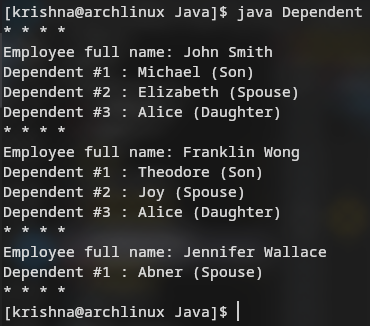 [krishna@archlinux Java]$ java Dependent
* * * *
Employee full name: John Smith
Dependent #1 : Michael (Son)
Dependent #2 : Elizabeth (Spouse)
Dependent #3 : Alice (Daughter)
* * * *
Employee full name: Franklin Wong
Dependent #1 : Theodore (Son)
Dependent #2 : Joy (Spouse)
Dependent #3 : Alice (Daughter)
* * * *
Employee full name: Jennifer Wallace
Dependent #1 : Abner (Spouse)
* * * *
[krishna@archlinux Java]$